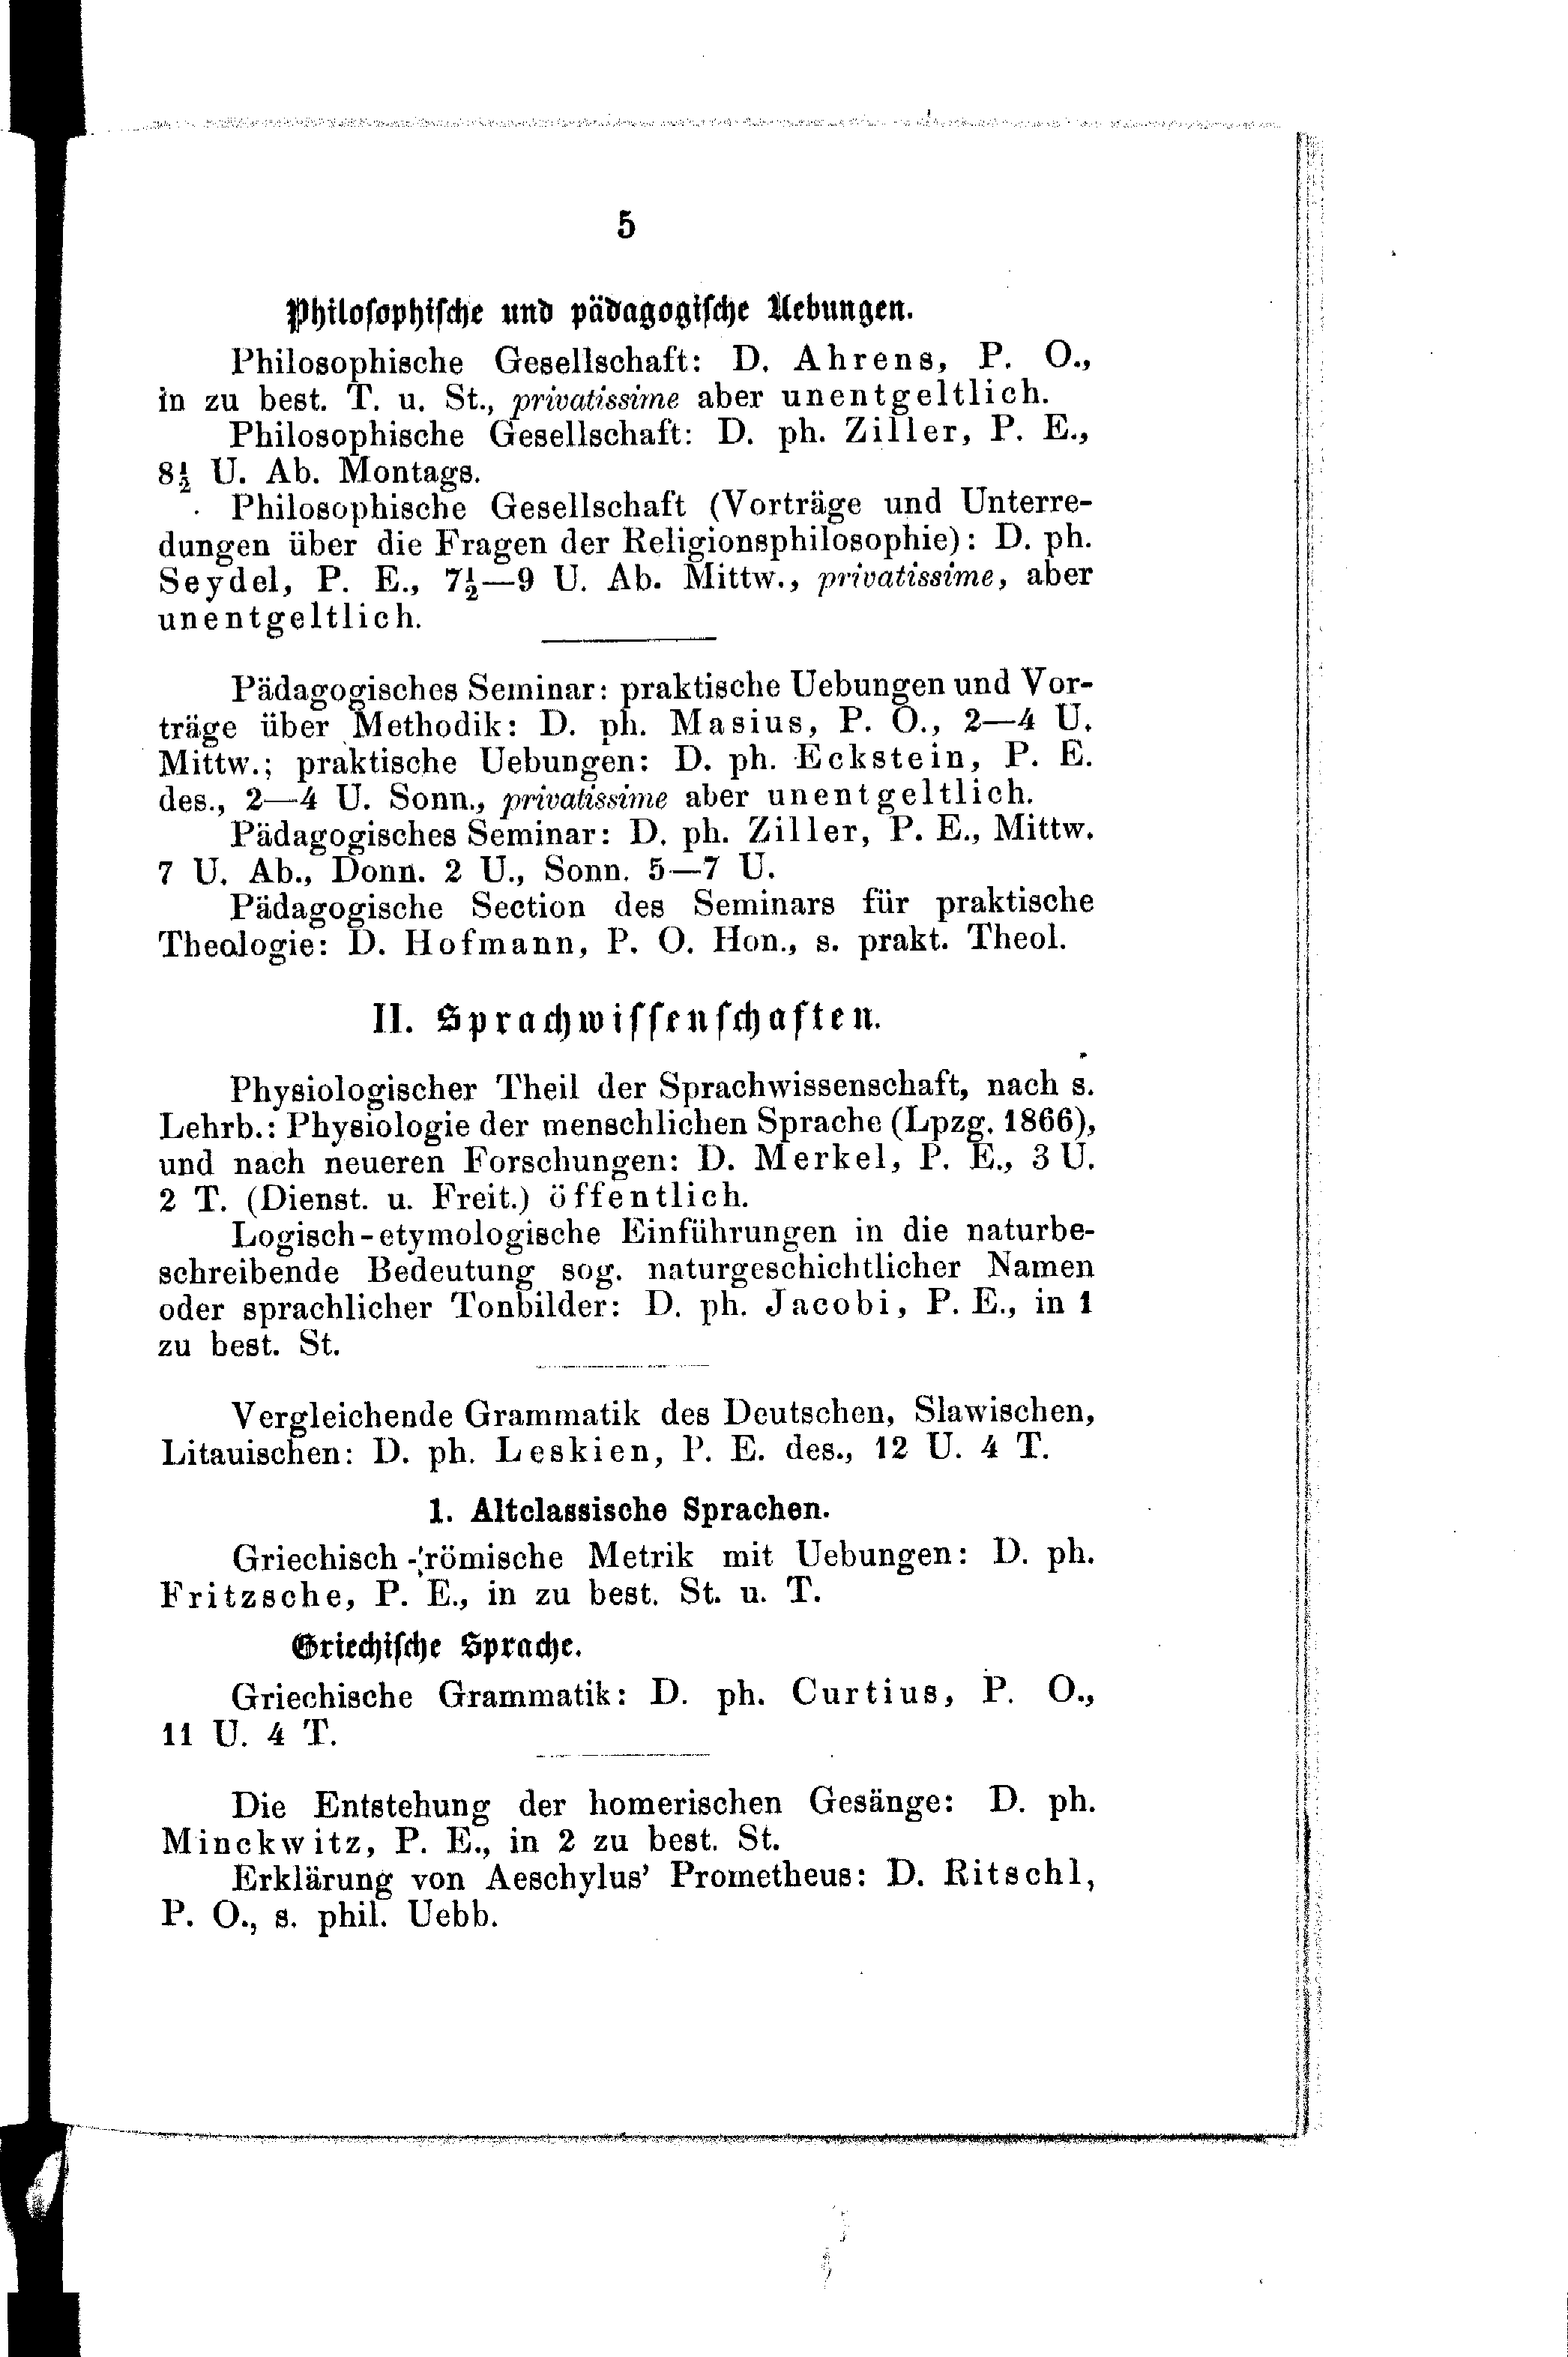 5
Philosophische und pädagogische Uebungen.
Philosophische Gesellschaft: D. Ahrens, P. O.,
in zu best. T. u. St., privatissime aber unentgeltlich.
Philosophische Gesellschaft: D. ph. Ziller, P. E.,
8½ U. Ab. Montags.
Philosophische Gesellschaft (Vorträge und Unterre-
dungen über die Fragen der Religionsphilosophie): D. ph.
Seydel, P. E., 7½—9 U. Ab. Mittw., privatissime, aber
unentgeltlich.
Pädagogisches Seminar: praktische Uebungen und Vor-
träge über Methodik: D. ph. Masius, P. O., 2—4 U.
Mittw.; praktische Uebungen: D. ph. Eckstein, P. E.
des., 2—4 U. Sonn., privatissime aber unentgeltlich.
Pädagogisches Seminar: D. ph. Ziller, P. E., Mittw.
7 U. Ab., Donn. 2 U., Sonn. 5—7 U.
Pädagogische Section des Seminars für praktische
Theologie: D. Hofmann, P. O. Hon., s. prakt. Theol.
II. Sprachwissenschaften.
Physiologischer Theil der Sprachwissenschaft, nach s.
Lehrb.: Physiologie der menschlichen Sprache (Lpzg. 1866),
und nach neueren Forschungen: D. Merkel, P. E., 3 U.
2 T. (Dienst. u. Freit.) öffentlich.
Logisch-etymologische Einführungen in die naturbe-
schreibende Bedeutung sog. naturgeschichtlicher Namen
oder sprachlicher Tonbilder: D. ph. Jacobi, P. E., in 1
zu best. St.
Vergleichende Grammatik des Deutschen, Slawischen,
Litauischen: D. ph. Leskien, P. E. des., 12 U. 4 T.
1. Altclassische Sprachen.
Griechisch-römische Metrik mit Uebungen: D. ph.
Fritzsche, P. E., in zu best. St. u. T.
Griechische Sprache.
Griechische Grammatik: D. ph. Curtius, P. O.,
11 U. 4 T.
Die Entstehung der homerischen Gesänge: D. ph.
Minckwitz, P. E., in 2 zu best. St.
Erklärung von Aeschylus' Prometheus: D. Ritschl,
P. O., s. phil. Uebb.